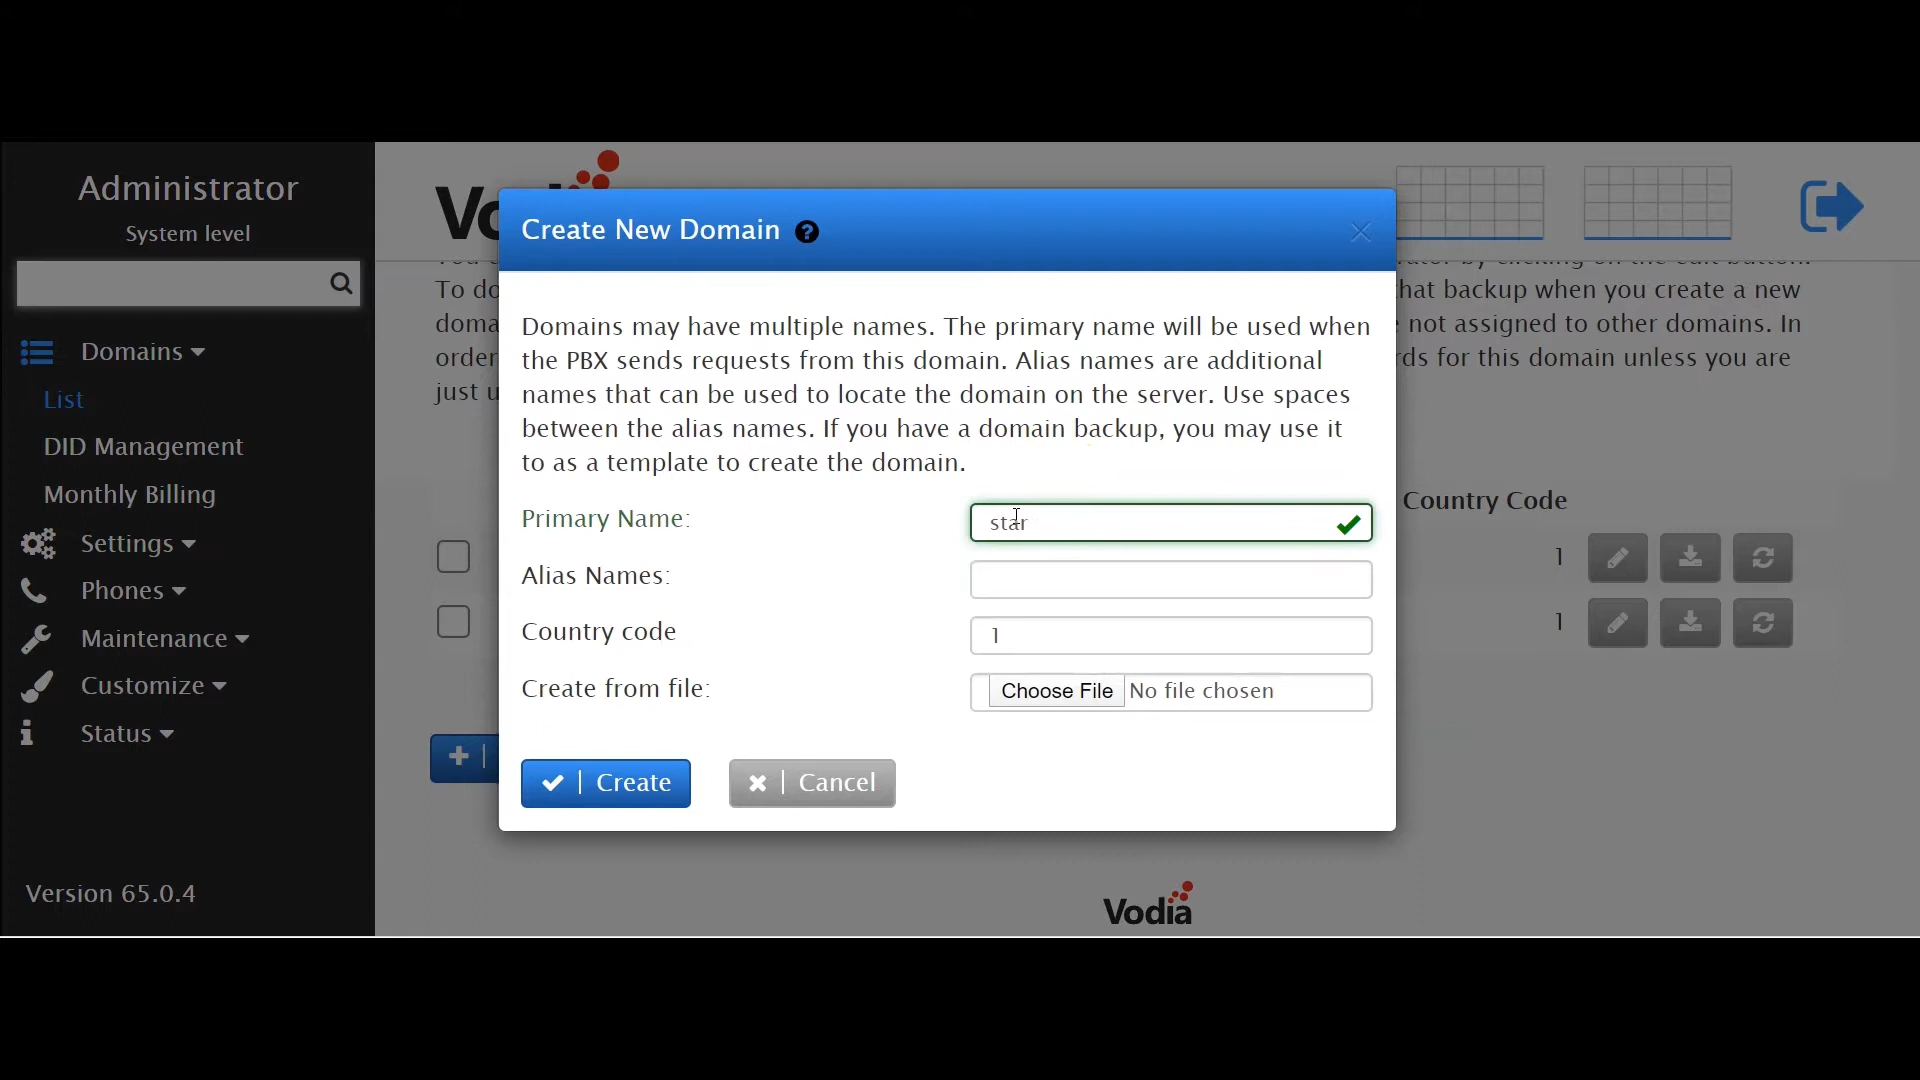 Administrator
System level
Domains
List
DID Management
Monthly Billing
Settings
Phones
Maintenance
Customize
Status
Version 65.0.4
Create New Domain ?
Domains may have multiple names. The primary name will be used when
the PBX sends requests from this domain. Alias names are additional
names that can be used to locate the domain on the server. Use spaces
between the alias names. If you have a domain backup, you may use it
to as a template to create the domain.
Primary Name: star
Alias Names:
Country code 1
Create from file: Choose File No file chosen
Create Cancel
To do
that backup when you create a new
doma
not assigned to other domains. In
order
rds for this domain unless you are
just u
Country Code
1
1
Vodia